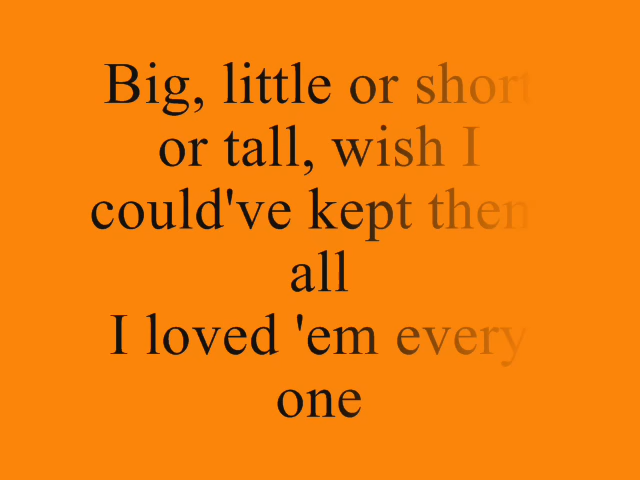 Big, little or short
or tall, wish I
could've kept them
all
I loved 'em every
one